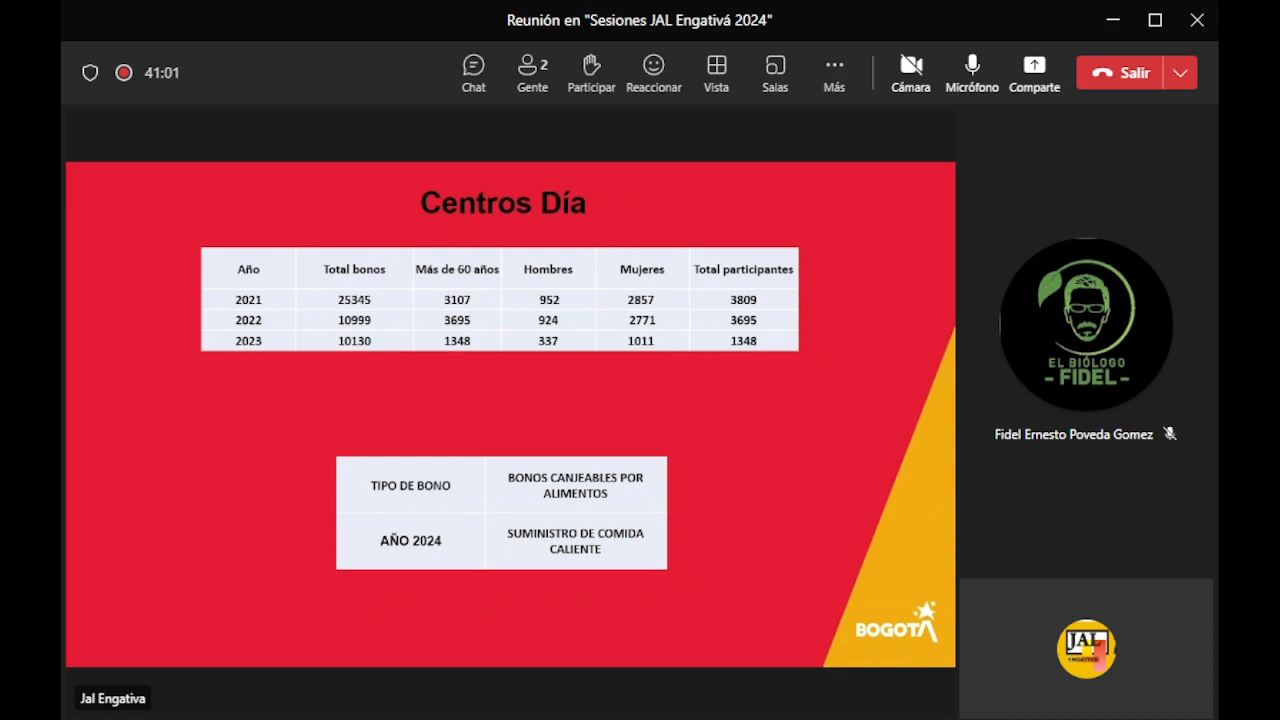 Reunión en "Sesiones JAL Engativá 2024"
41:01
Chat
Gente 2
Participar
Reaccionar
Vista
Salas
Más
Cámara
Micrófono
Comparte
Salir
Centros Día
Año Total bonos Más de 60 años Hombres Mujeres Total participantes
2021 25345 3107 952 2857 3809
2022 10999 3695 924 2771 3695
2023 10130 1348 337 1011 1348
TIPO DE BONO
BONOS CANJEABLES POR
ALIMENTOS
AÑO 2024
SUMINISTRO DE COMIDA
CALIENTE
BOGOTÁ
EL BIÓLOGO
- FIDEL -
Fidel Ernesto Poveda Gomez
JAL
ENGATIVÁ
Jal Engativa